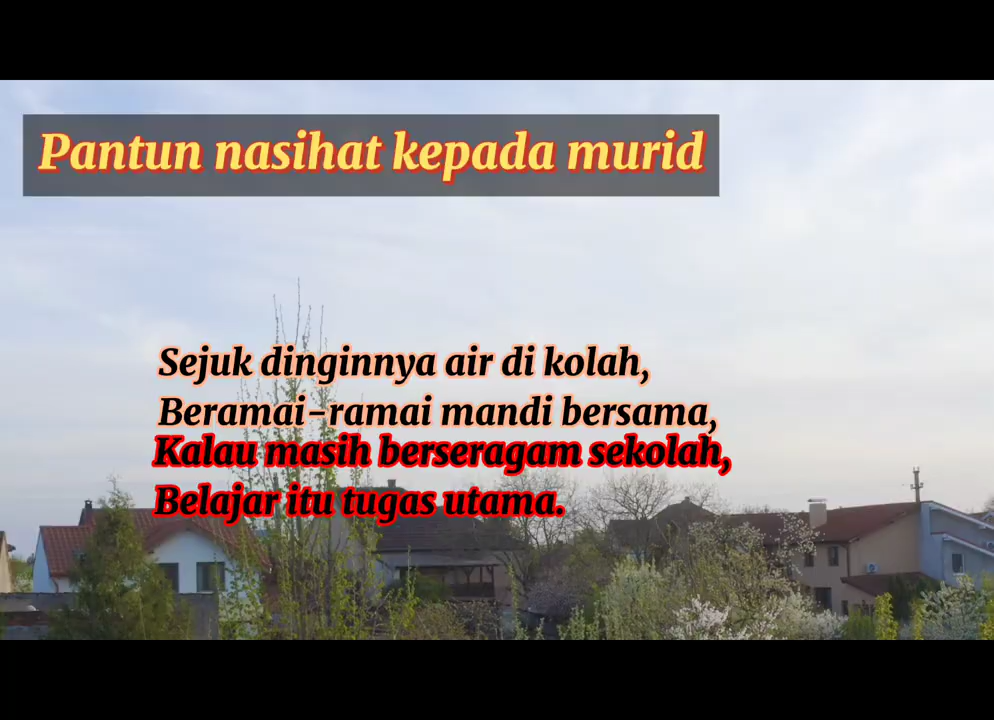 Pantun nasihat kepada murid
Sejuk dinginnya air di kolah,
Beramai-ramai mandi bersama,
Kalau masih berseragam sekolah,
Belajar itu tugas utama.